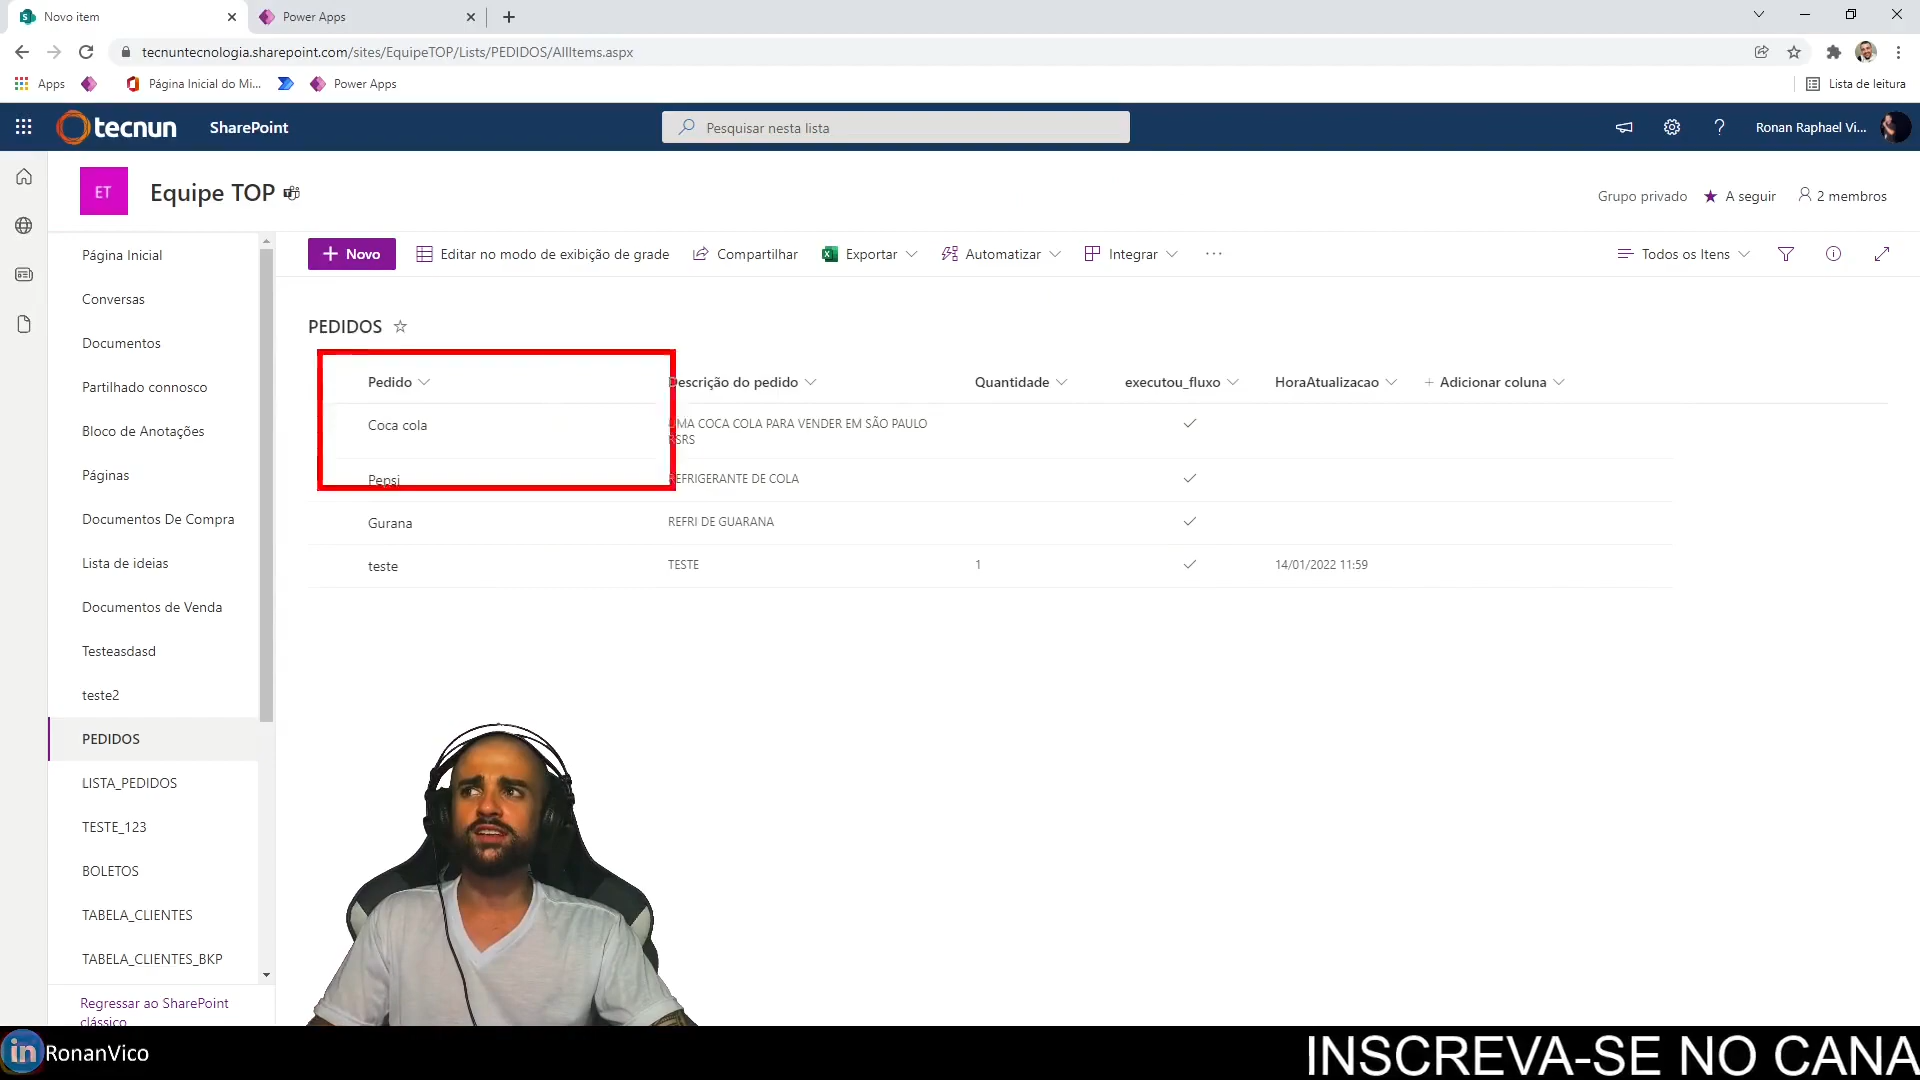 Novo item
Power Apps
tecnuntecnologia.sharepoint.com/sites/EquipeTOP/Lists/PEDIDOS/AllItems.aspx
Apps
Página Inicial do Mi...
Power Apps
Lista de leitura
tecnun
SharePoint
Pesquisar nesta lista
?
Ronan Raphael Vi...
ET
Equipe TOP
Grupo privado
A seguir
2 membros
+ Novo
Editar no modo de exibição de grade
Compartilhar
Exportar
Automatizar
Integrar
...
Todos os Itens
Página Inicial
Conversas
Documentos
Partilhado connosco
Bloco de Anotações
Páginas
Documentos De Compra
Lista de ideias
Documentos de Venda
Testeasdasd
teste2
PEDIDOS
LISTA_PEDIDOS
TESTE_123
BOLETOS
TABELA_CLIENTES
TABELA_CLIENTES_BKP
Regressar ao SharePoint
clássico
PEDIDOS
Pedido
Descrição do pedido
Quantidade
executou_fluxo
HoraAtualizacao
+ Adicionar coluna
Coca cola
UMA COCA COLA PARA VENDER EM SÃO PAULO
RSRS
Pepsi
REFRIGERANTE DE COLA
Gurana
REFRI DE GUARANA
teste
TESTE
1
14/01/2022 11:59
in RonanVico
INSCREVA-SE NO CANA